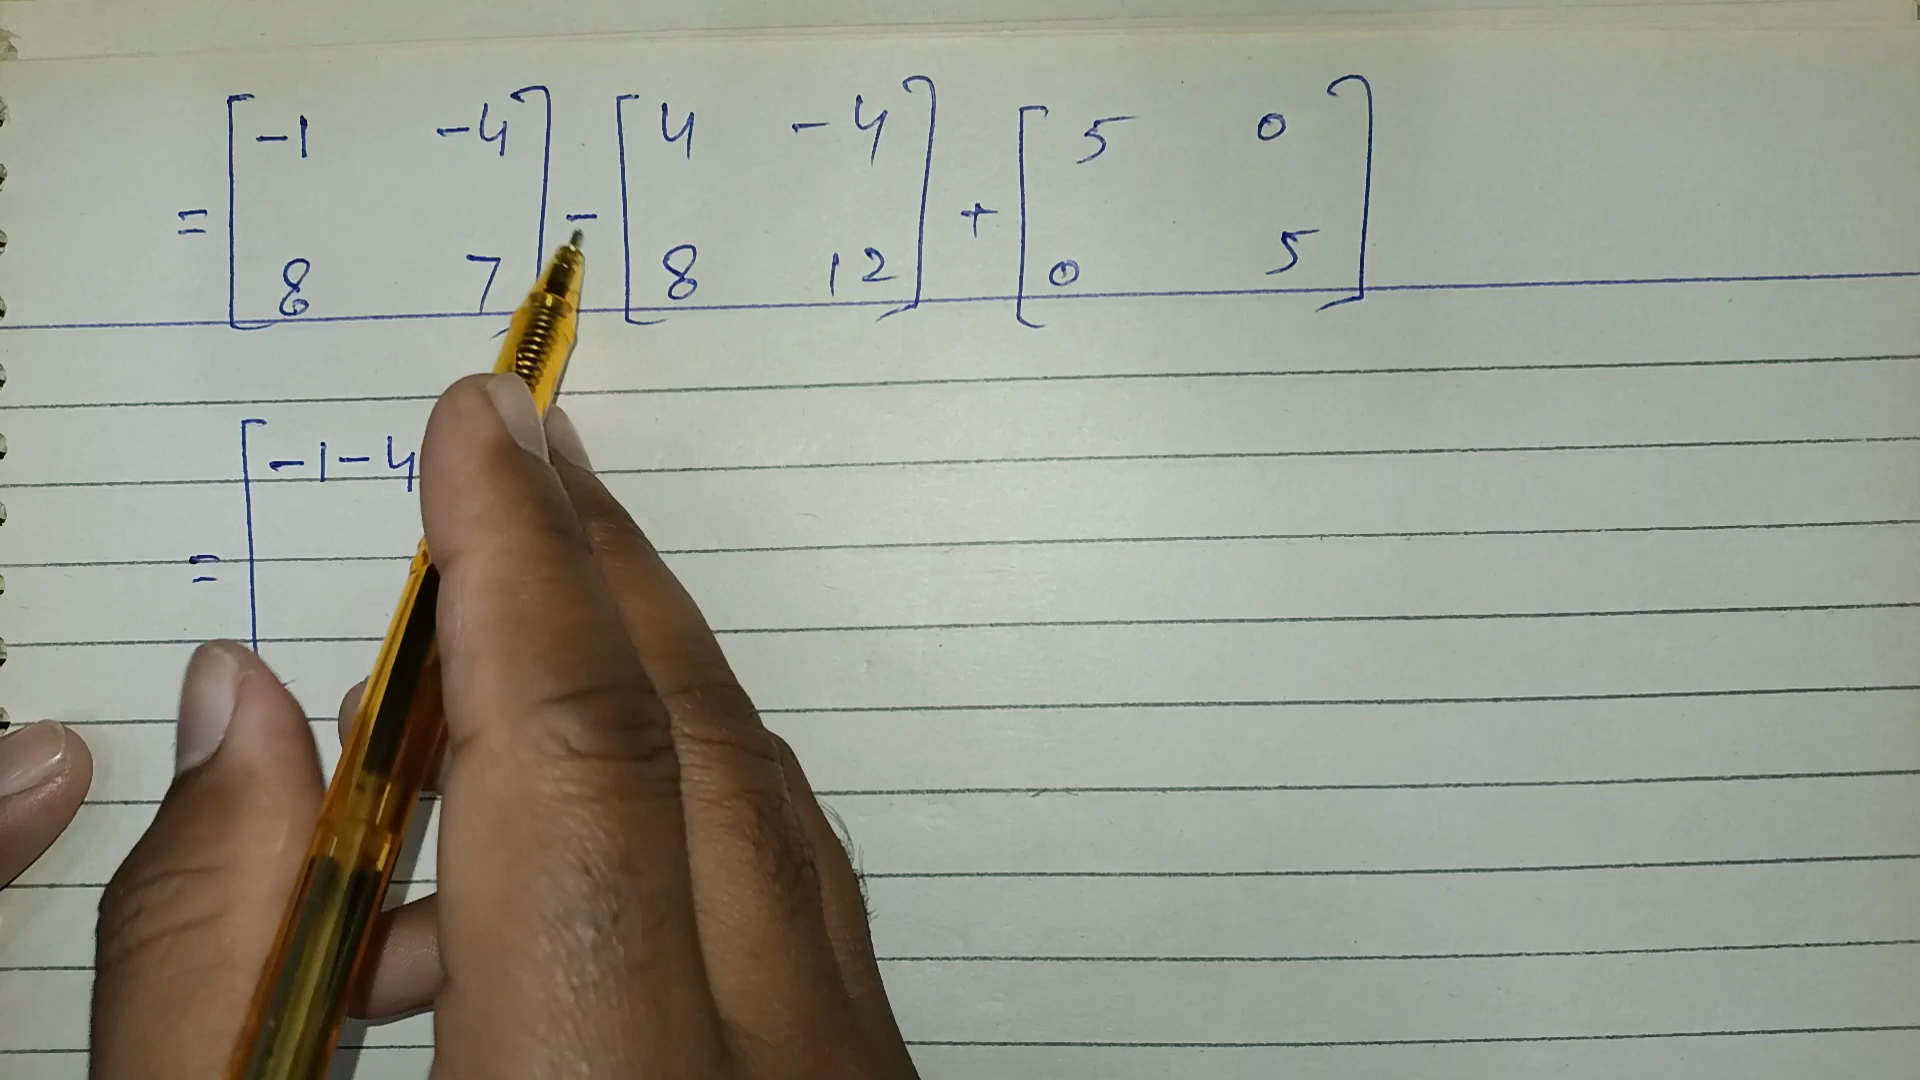 = [ -1 -4 ] - [ 4 -4 ] + [ 5 0 ]
[ 8 7 ] [ 8 12 ] [ 0 5 ]
= [ -1-4